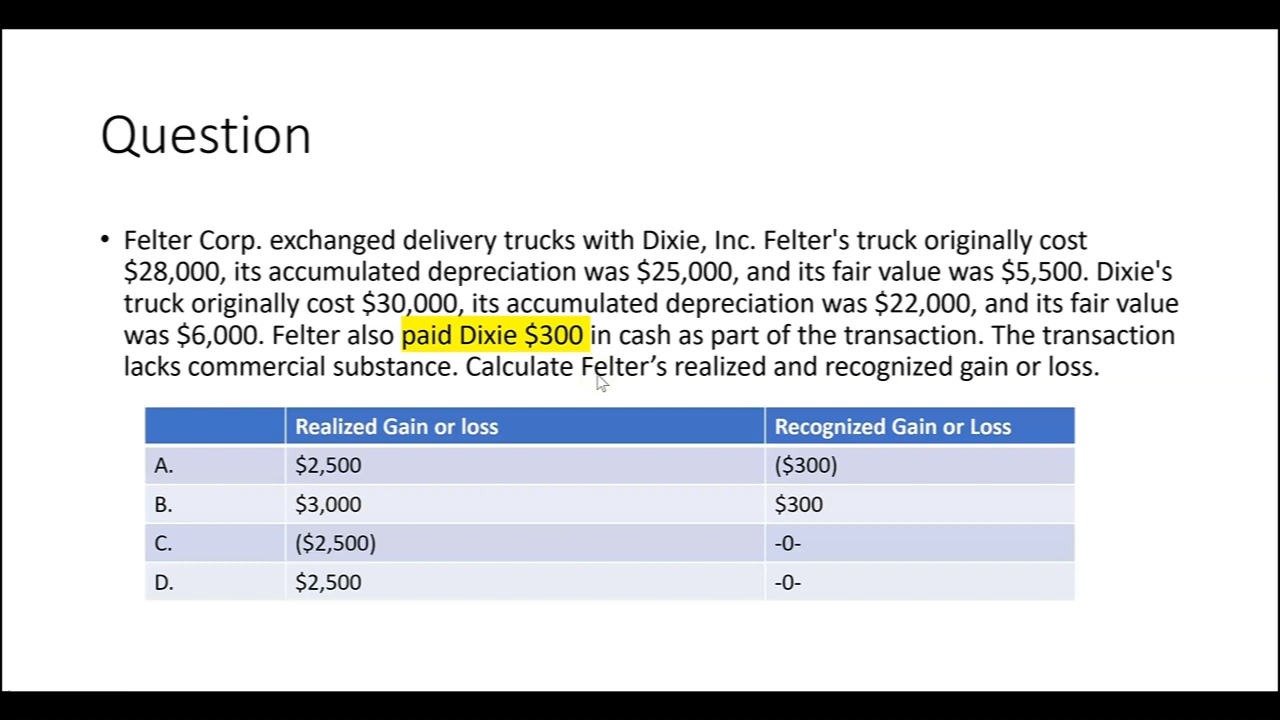 Question
• Felter Corp. exchanged delivery trucks with Dixie, Inc. Felter's truck originally cost
$28,000, its accumulated depreciation was $25,000, and its fair value was $5,500. Dixie's
truck originally cost $30,000, its accumulated depreciation was $22,000, and its fair value
was $6,000. Felter also paid Dixie $300 in cash as part of the transaction. The transaction
lacks commercial substance. Calculate Felter’s realized and recognized gain or loss.
Realized Gain or loss Recognized Gain or Loss
A. $2,500 ($300)
B. $3,000 $300
C. ($2,500) -0-
D. $2,500 -0-